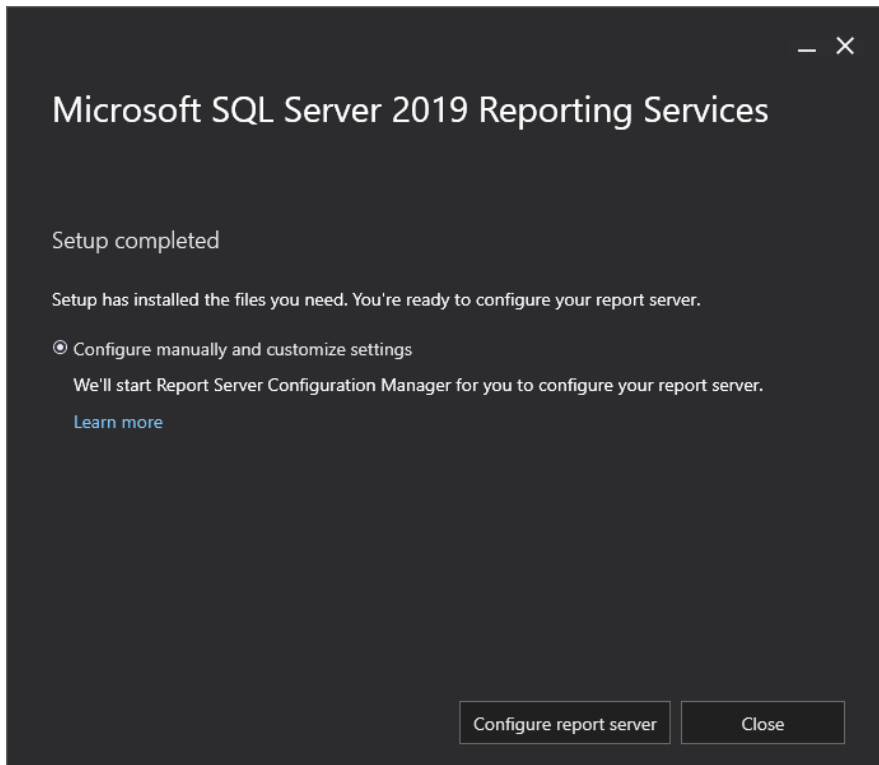 Microsoft SQL Server 2019 Reporting Services
Setup completed
Setup has installed the files you need. You're ready to configure your report server.
Configure manually and customize settings
We'll start Report Server Configuration Manager for you to configure your report server.
Learn more
Configure report server
Close